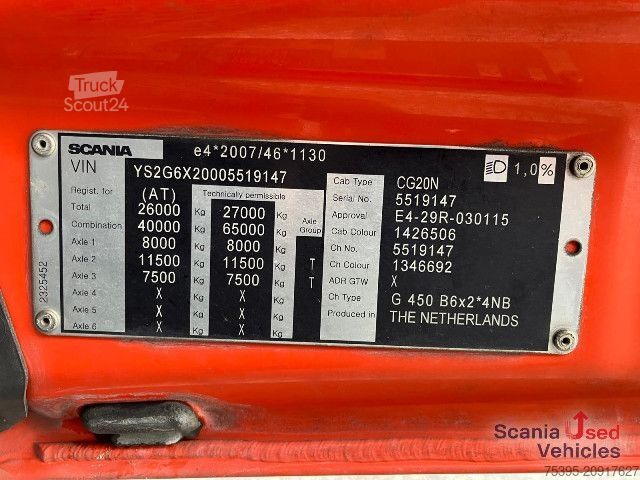 Truck
Scout24
SCANIA e4*2007/46*1130
VIN YS2G6X20005519147
1,0%
Regist. for (AT) Technically permissible Axle Group
Total 26000 Kg 27000 Kg
Combination 40000 Kg 65000 Kg
Axle 1 8000 Kg 8000 Kg
Axle 2 11500 Kg 11500 Kg T
Axle 3 7500 Kg 7500 Kg T
Axle 4 X Kg X Kg
Axle 5 X Kg X Kg
Axle 6 X Kg X Kg
2325452
Cab Type CG20N
Serial No. 5519147
Approval E4-29R-030115
Cab Colour 1426506
Ch No. 5519147
Ch Colour 1346692
ADR GTW X
Ch Type G 450 B6x2*4NB
Produced in THE NETHERLANDS
Scania Used
Vehicles
75395-20917627